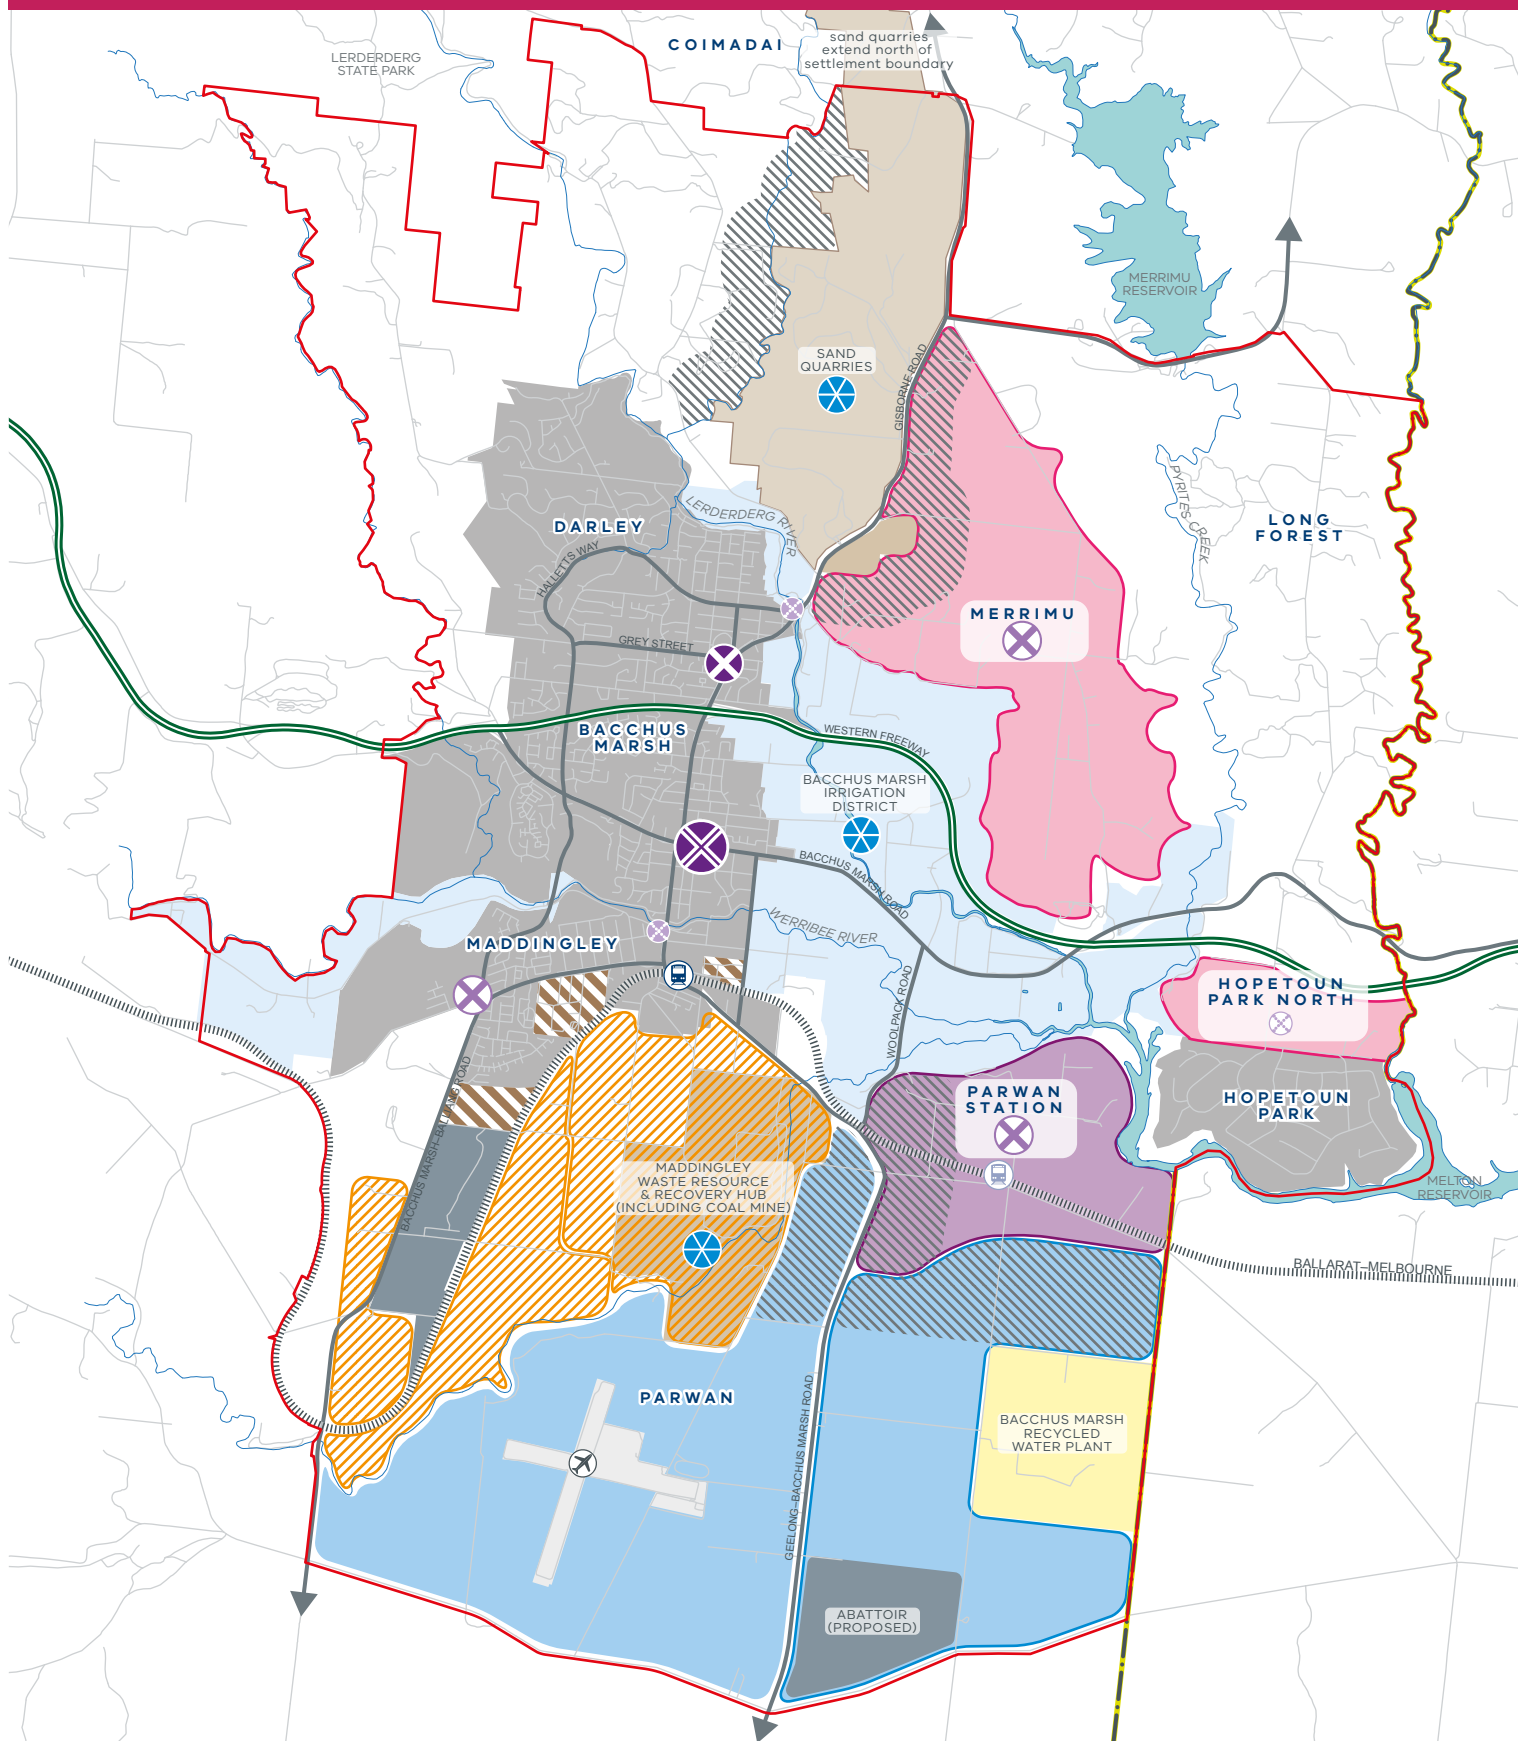 COIMADAI
sand quarries
extend north of
settlement boundary
LERDERDERG
STATE PARK
MERRIMU
RESERVOIR
SAND
QUARRIES
GISBORNE ROAD
LERDERDERG RIVER
DARLEY
HALLETTS WAY
PYRITES CREEK
LONG
FOREST
MERRIMU
GREY STREET
BACCHUS
MARSH
WESTERN FREEWAY
BACCHUS MARSH
IRRIGATION
DISTRICT
BACCHUS MARSH ROAD
WERRIBEE RIVER
MADDINGLEY
WOOLPACK ROAD
HOPETOUN
PARK NORTH
BACCHUS MARSH–BALLIANG ROAD
PARWAN
STATION
HOPETOUN
PARK
MADDINGLEY
WASTE RESOURCE
& RECOVERY HUB
(INCLUDING COAL MINE)
MELTON
RESERVOIR
BALLARAT–MELBOURNE
PARWAN
GEELONG–BACCHUS MARSH ROAD
BACCHUS MARSH
RECYCLED
WATER PLANT
ABATTOIR
(PROPOSED)